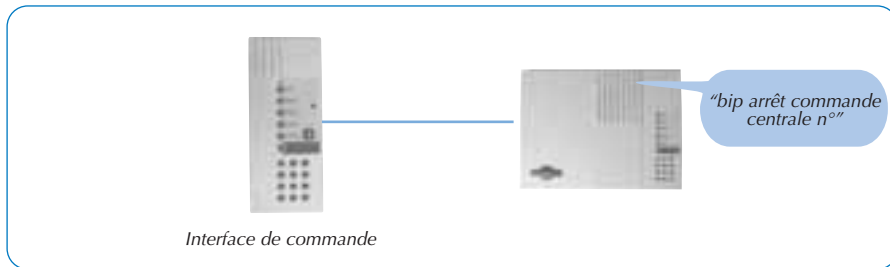 “bip arrêt commande
centrale n°”
Interface de commande